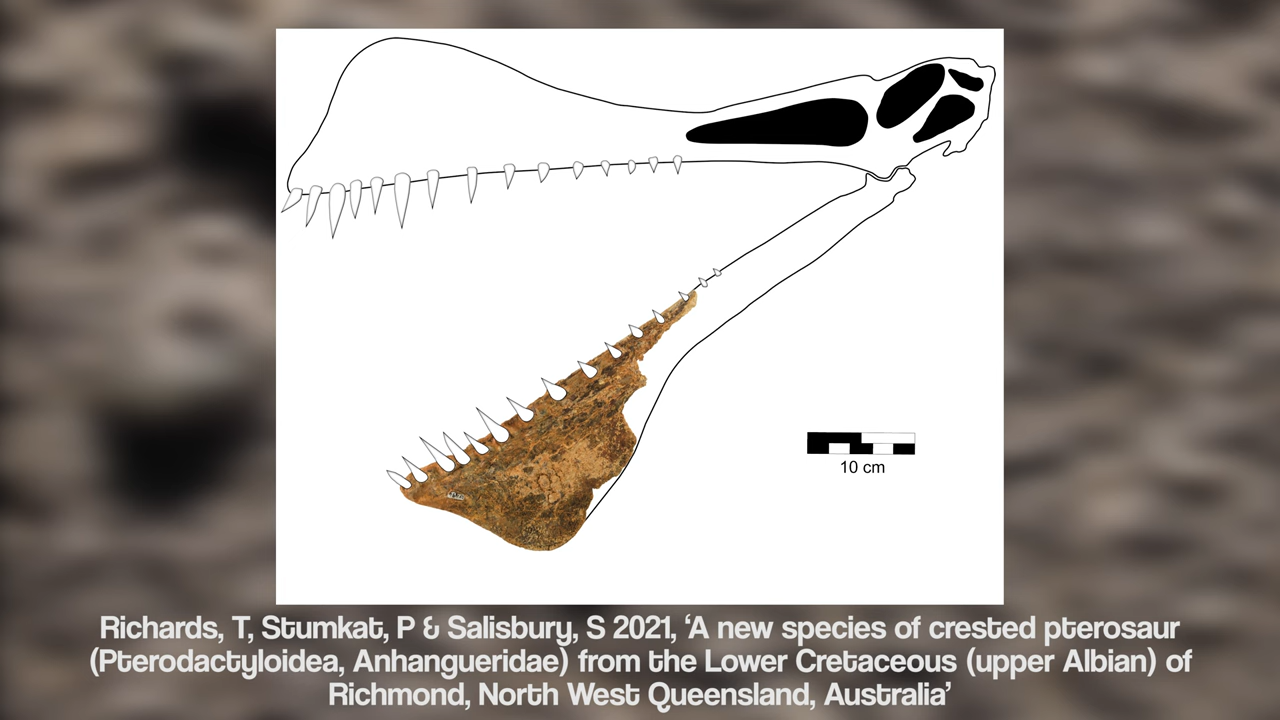 10 cm
Richards, T, Stumkat, P & Salisbury, S 2021, ‘A new species of crested pterosaur
(Pterodactyloidea, Anhangueridae) from the Lower Cretaceous (upper Albian) of
Richmond, North West Queensland, Australia’